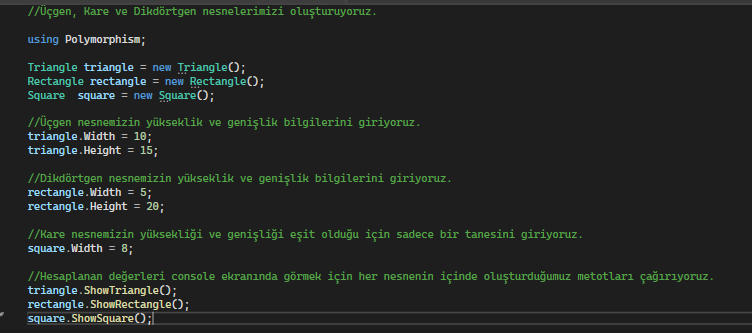 //Üçgen, Kare ve Dikdörtgen nesnelerimizi oluşturuyoruz.
using Polymorphism;
Triangle triangle = new Triangle();
Rectangle rectangle = new Rectangle();
Square  square = new Square();
//Üçgen nesnemizin yükseklik ve genişlik bilgilerini giriyoruz.
triangle.Width = 10;
triangle.Height = 15;
//Dikdörtgen nesnemizin yükseklik ve genişlik bilgilerini giriyoruz.
rectangle.Width = 5;
rectangle.Height = 20;
//Kare nesnemizin yüksekliği ve genişliği eşit olduğu için sadece bir tanesini giriyoruz.
square.Width = 8;
//Hesaplanan değerleri console ekranında görmek için her nesnenin içinde oluşturduğumuz metotları çağırıyoruz.
triangle.ShowTriangle();
rectangle.ShowRectangle();
square.ShowSquare();